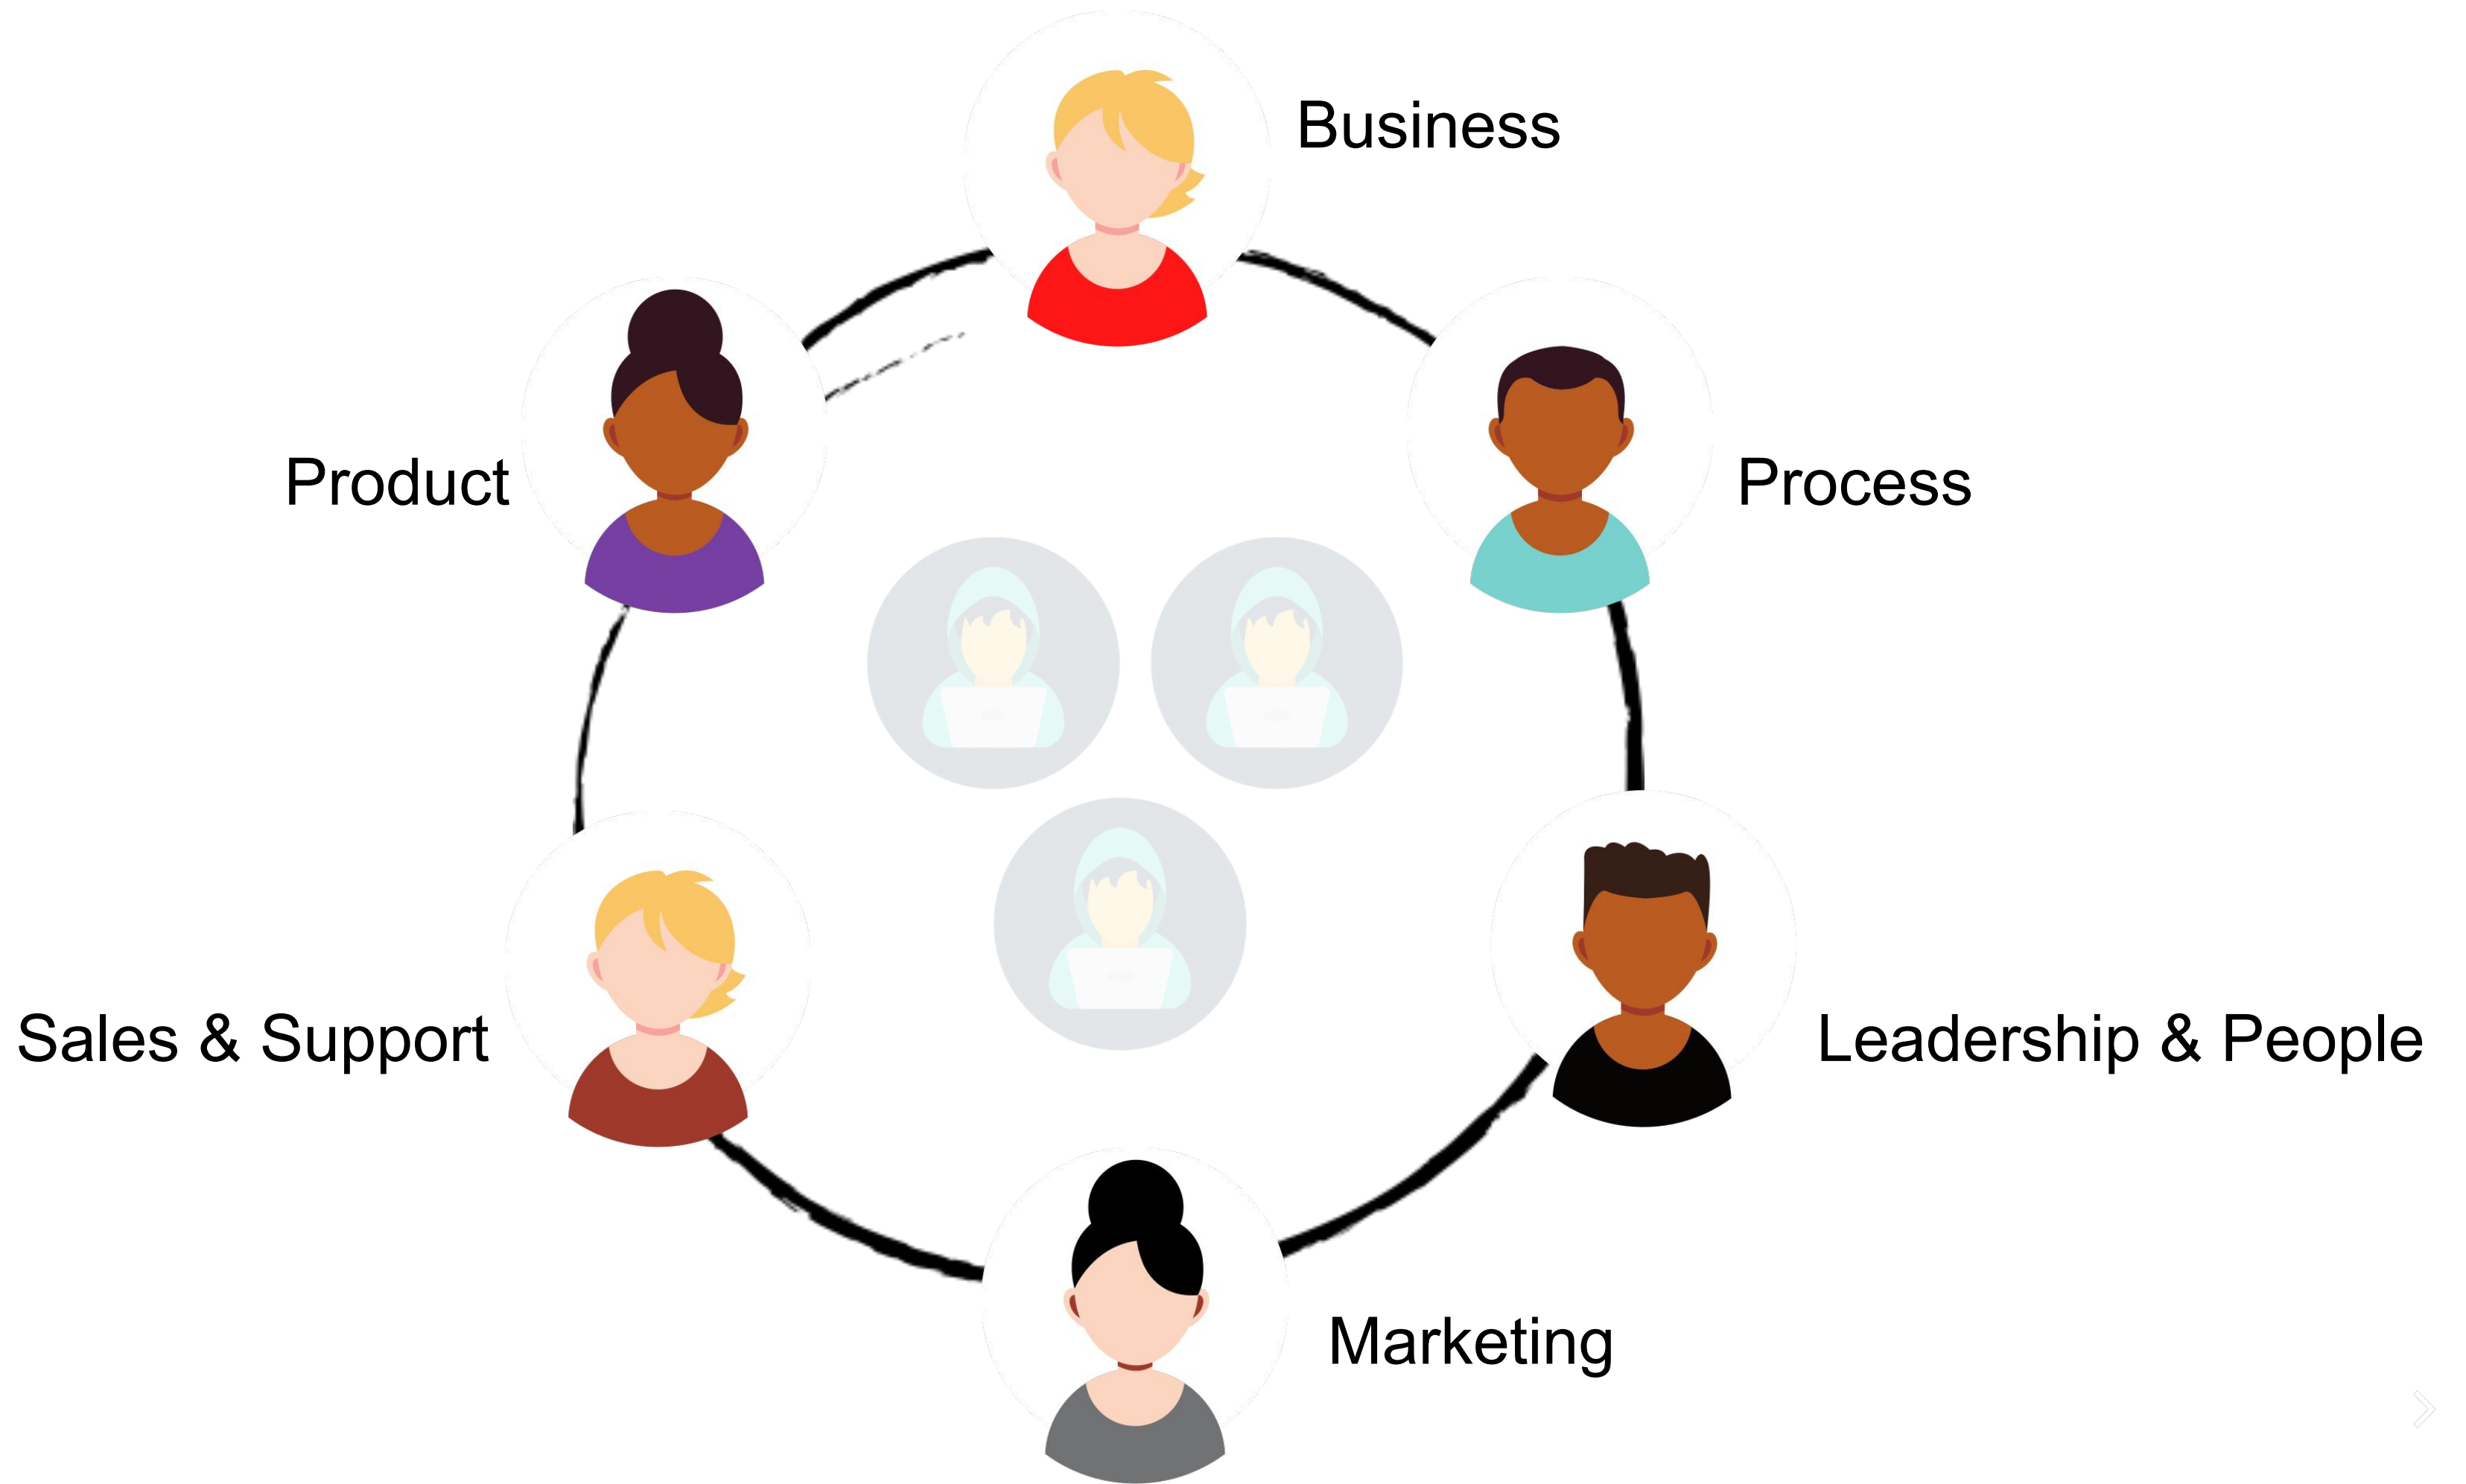 Business
Product
Process
Sales & Support
Leadership & People
Marketing